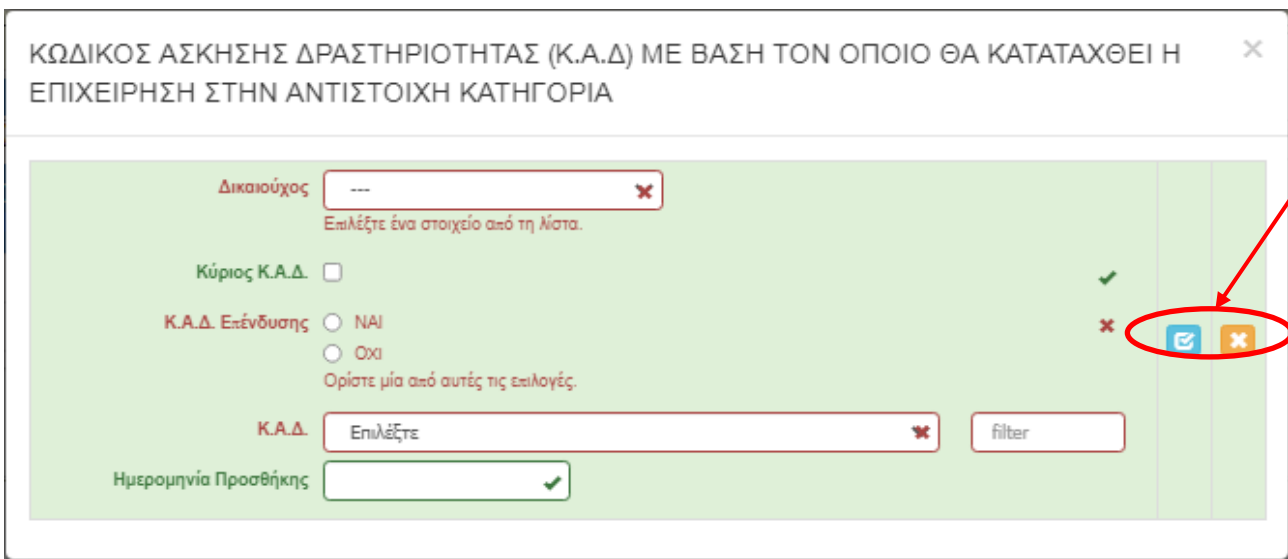 ΚΩΔΙΚΟΣ ΑΣΚΗΣΗΣ ΔΡΑΣΤΗΡΙΟΤΗΤΑΣ (Κ.Α.Δ) ΜΕ ΒΑΣΗ ΤΟΝ ΟΠΟΙΟ ΘΑ ΚΑΤΑΤΑΧΘΕΙ Η
ΕΠΙΧΕΙΡΗΣΗ ΣΤΗΝ ΑΝΤΙΣΤΟΙΧΗ ΚΑΤΗΓΟΡΙΑ
Δικαιούχος ---
Επιλέξτε ένα στοιχείο από τη λίστα.
Κύριος Κ.Α.Δ.
Κ.Α.Δ. Επένδυσης ΝΑΙ
ΟΧΙ
Ορίστε μία από αυτές τις επιλογές.
Κ.Α.Δ. Επιλέξτε filter
Ημερομηνία Προσθήκης